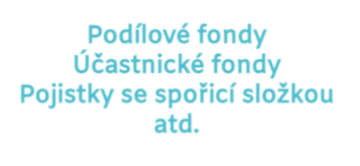 Podílové fondy
Účastnické fondy
Pojistky se spořicí složkou
atd.